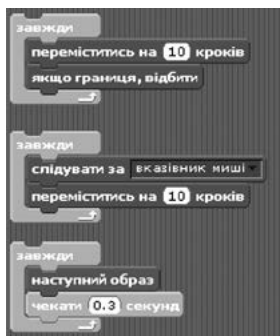 завжди
переміститись на 10 кроків
якщо границя, відбити
завжди
слідувати за вказівник миші
переміститись на 10 кроків
завжди
наступний образ
чекати 0.3 секунд